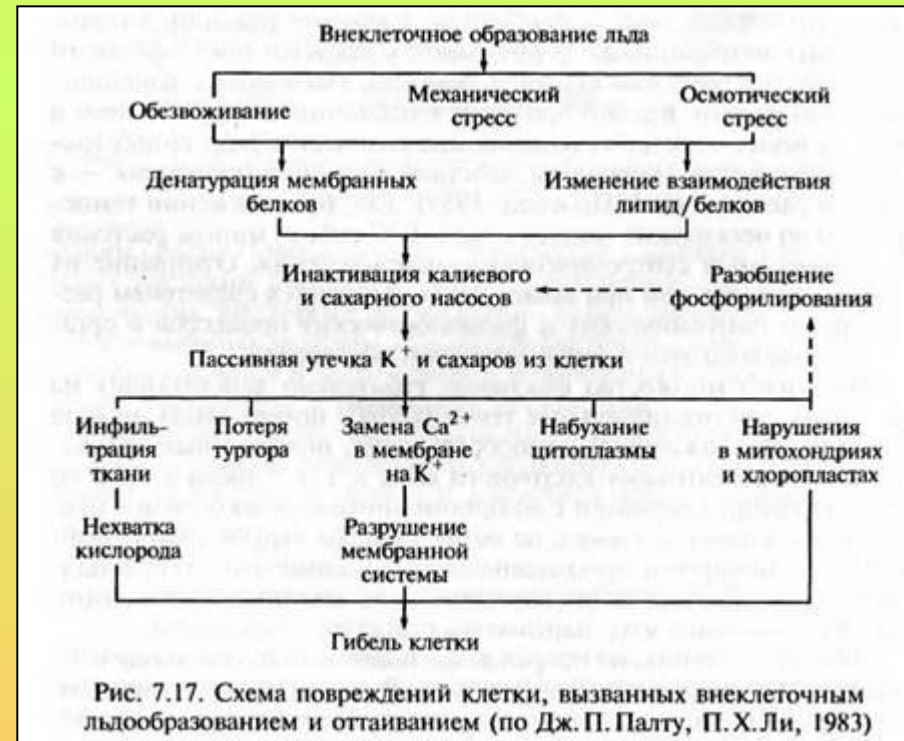 Внеклеточное образование льда
Обезвоживание
Механический
стресс
Осмотический
стресс
Денатурация мембранных
белков
Изменение взаимодействия
липид/белков
Инактивация калиевого
и сахарного насосов
Разобщение
фосфорилирования
Пассивная утечка K⁺ и сахаров из клетки
Инфиль-
трация
ткани
Потеря
тургора
Замена Ca²⁺
в мембране
на K⁺
Набухание
цитоплазмы
Нарушения
в митохондриях
и хлоропластах
Нехватка
кислорода
Разрушение
мембранной
системы
Гибель клетки
Рис. 7.17. Схема повреждений клетки, вызванных внеклеточным
льдообразованием и оттаиванием (по Дж. П. Палту, П. Х. Ли, 1983)